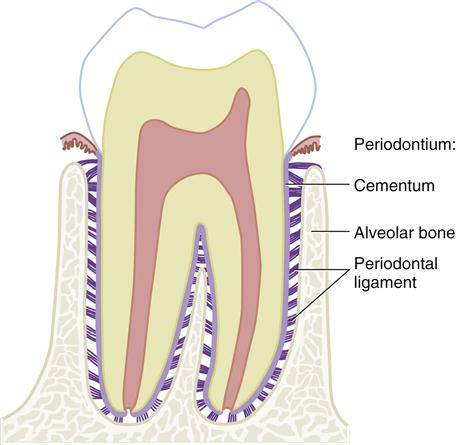 Periodontium:
Cementum
Alveolar bone
Periodontal
ligament